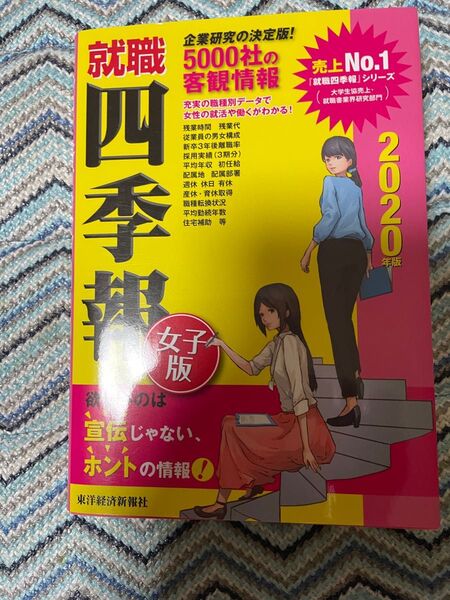 就職
四季報
女子版
企業研究の決定版!
5000社の
客観情報
充実の職種別データで
女性の就活や働くがわかる!
残業時間 残業代
従業員の男女構成
新卒3年後離職率
採用実績(3期分)
平均年収 初任給
配属地 配属部署
週休 休日 有休
産休・育休取得
職種転換状況
平均勤続年数
住宅補助 等
売上No.1
「就職四季報」シリーズ
(大学生協売上・
就職書業界研究部門)
2020年版
のは
宣伝じゃない、
ホントの情報!
東洋経済新報社